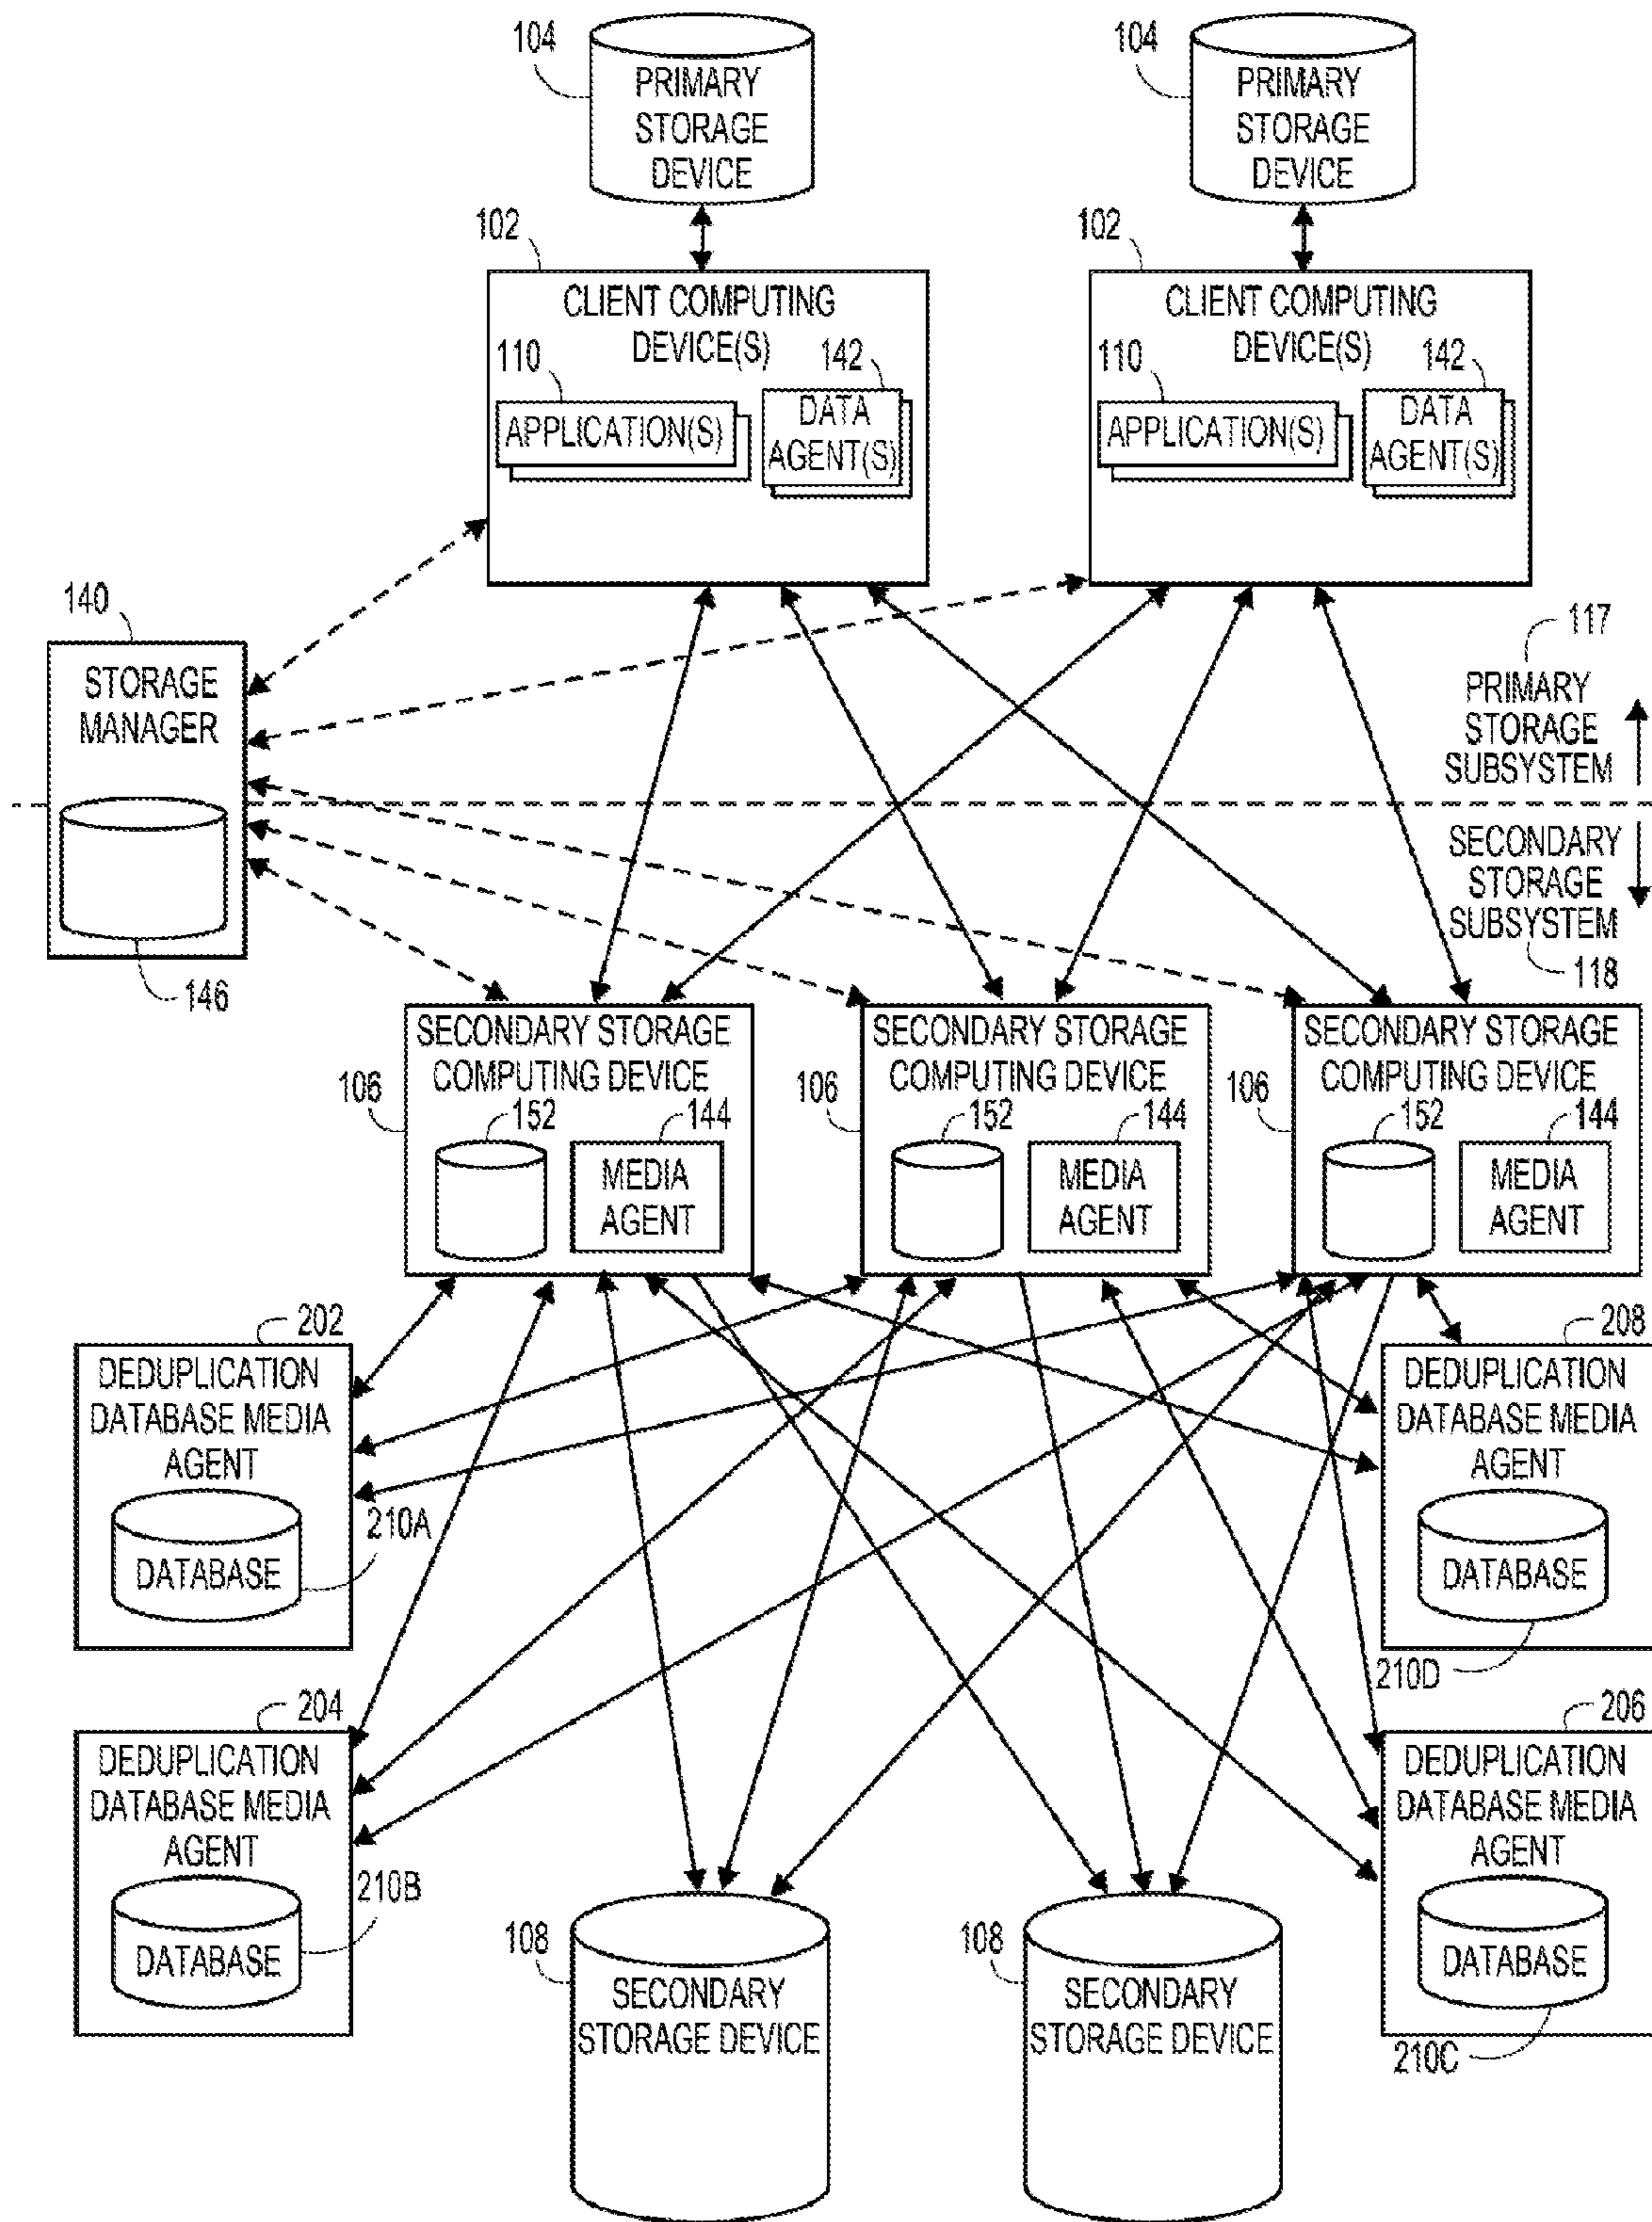 104
PRIMARY
STORAGE
DEVICE
104
PRIMARY
STORAGE
DEVICE
102
CLIENT COMPUTING
DEVICE(S)
110
APPLICATION(S)
142
DATA
AGENT(S)
102
CLIENT COMPUTING
DEVICE(S)
110
APPLICATION(S)
142
DATA
AGENT(S)
140
STORAGE
MANAGER
146
117
PRIMARY
STORAGE
SUBSYSTEM
SECONDARY
STORAGE
SUBSYSTEM
118
106
SECONDARY STORAGE
COMPUTING DEVICE
152
144
MEDIA
AGENT
106
SECONDARY STORAGE
COMPUTING DEVICE
152
144
MEDIA
AGENT
106
SECONDARY STORAGE
COMPUTING DEVICE
152
144
MEDIA
AGENT
202
DEDUPLICATION
DATABASE MEDIA
AGENT
DATABASE
210A
208
DEDUPLICATION
DATABASE MEDIA
AGENT
DATABASE
210D
204
DEDUPLICATION
DATABASE MEDIA
AGENT
DATABASE
210B
206
DEDUPLICATION
DATABASE MEDIA
AGENT
DATABASE
210C
108
SECONDARY
STORAGE DEVICE
108
SECONDARY
STORAGE DEVICE